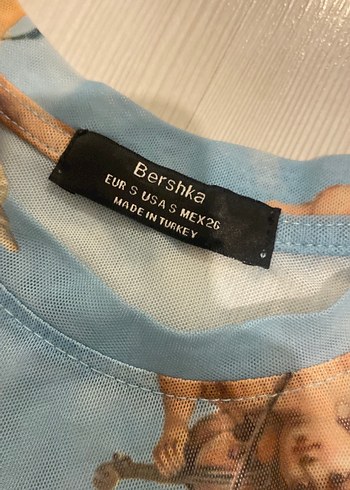 Bershka
EUR S USA S MEX 26
MADE IN TURKEY